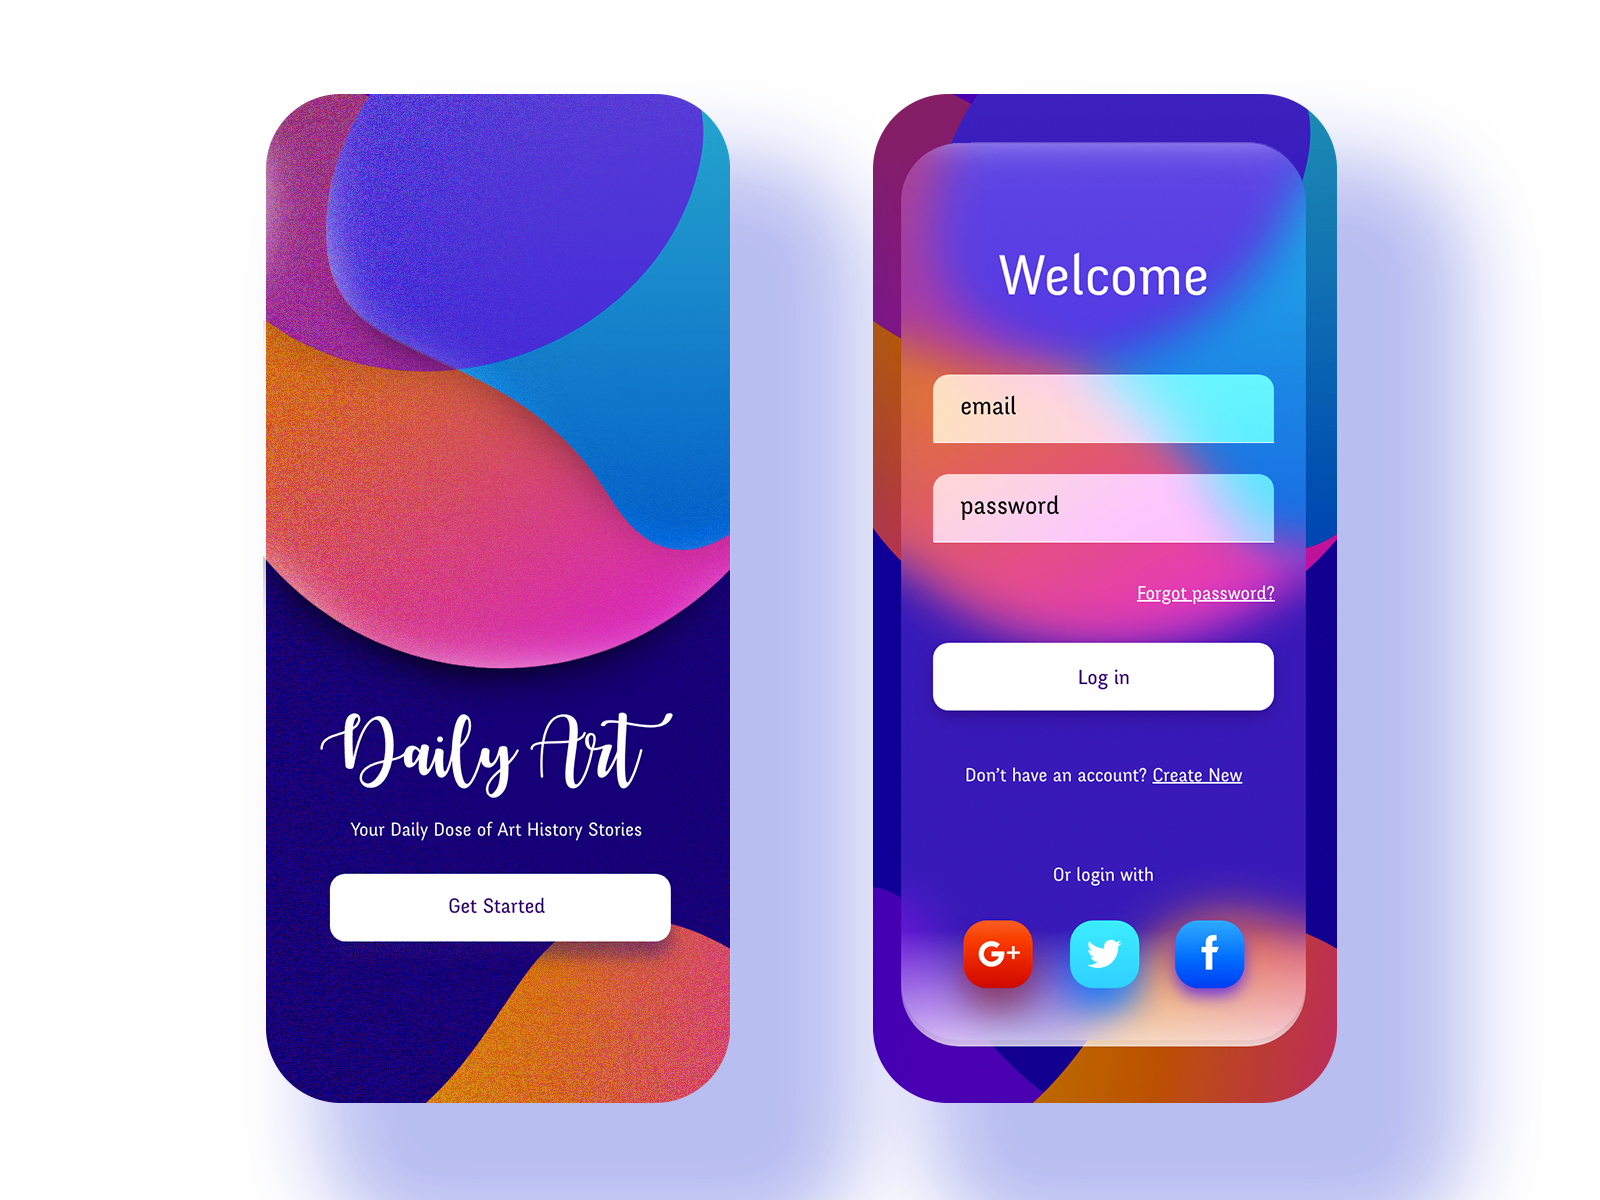 Daily Art
Your Daily Dose of Art History Stories
Get Started
Welcome
email
password
Forgot password?
Log in
Don’t have an account? Create New
Or login with
G+
f